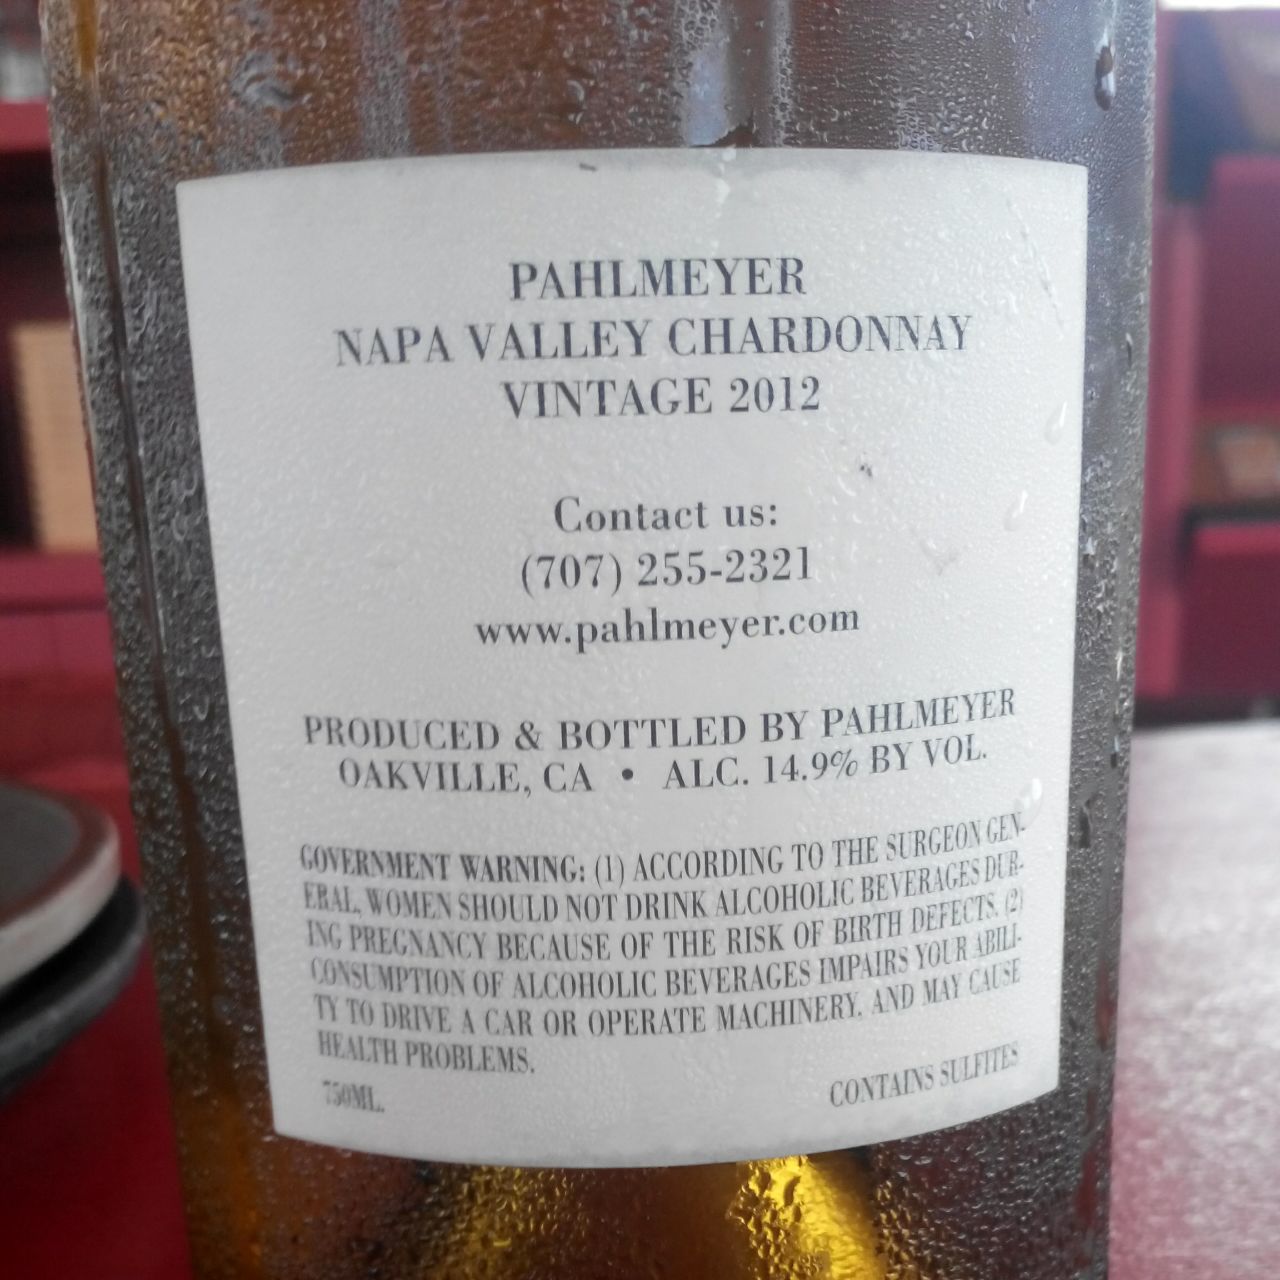 PAHLMEYER
NAPA VALLEY CHARDONNAY
VINTAGE 2012
Contact us:
(707) 255-2321
www.pahlmeyer.com
PRODUCED & BOTTLED BY PAHLMEYER
OAKVILLE, CA • ALC. 14.9% BY VOL.
GOVERNMENT WARNING: (1) ACCORDING TO THE SURGEON GEN-
ERAL, WOMEN SHOULD NOT DRINK ALCOHOLIC BEVERAGES DUR-
ING PREGNANCY BECAUSE OF THE RISK OF BIRTH DEFECTS. (2)
CONSUMPTION OF ALCOHOLIC BEVERAGES IMPAIRS YOUR ABILI-
TY TO DRIVE A CAR OR OPERATE MACHINERY, AND MAY CAUSE
HEALTH PROBLEMS.
750ML. CONTAINS SULFITES